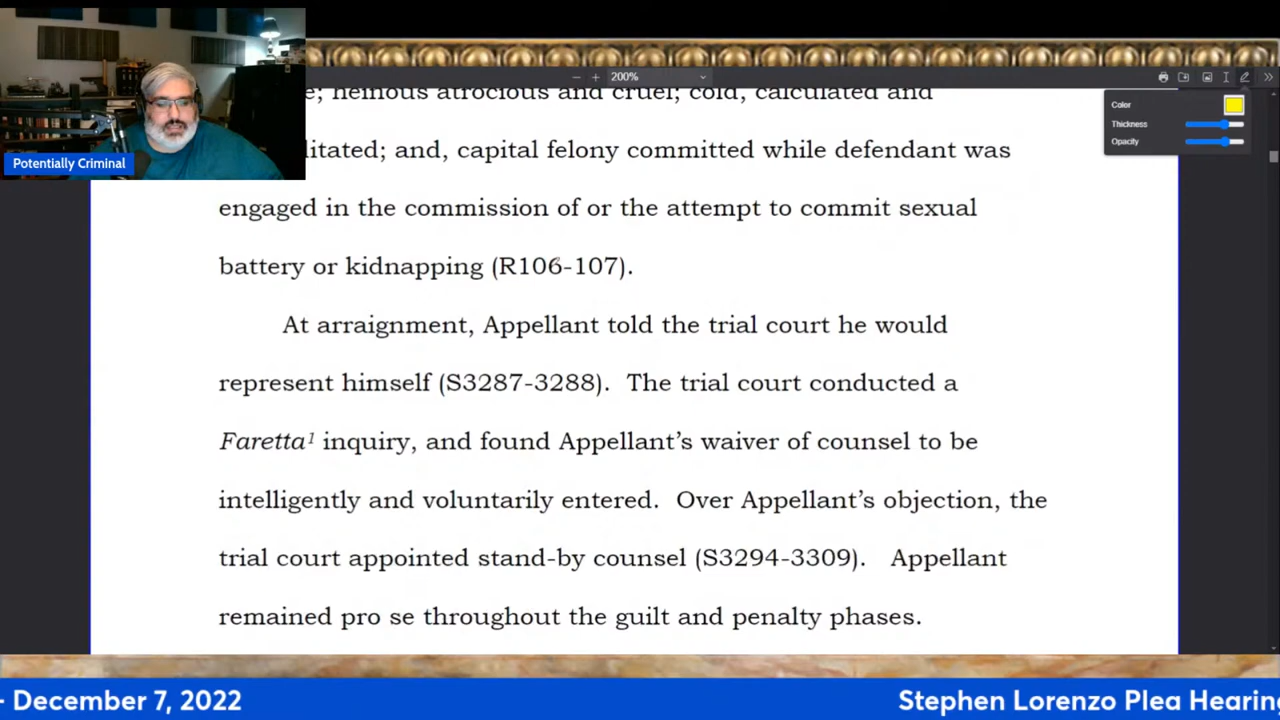 200%
Color
Thickness
Opacity
heinous atrocious and cruel; cold, calculated and
Potentially Criminal
litated; and, capital felony committed while defendant was
engaged in the commission of or the attempt to commit sexual
battery or kidnapping (R106-107).
At arraignment, Appellant told the trial court he would
represent himself (S3287-3288). The trial court conducted a
Faretta¹ inquiry, and found Appellant's waiver of counsel to be
intelligently and voluntarily entered. Over Appellant's objection, the
trial court appointed stand-by counsel (S3294-3309). Appellant
remained pro se throughout the guilt and penalty phases.
- December 7, 2022
Stephen Lorenzo Plea Hearing